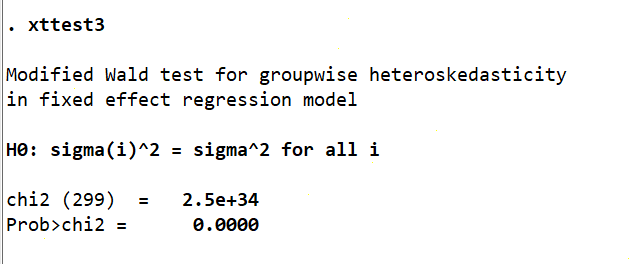 . xttest3
Modified Wald test for groupwise heteroskedasticity
in fixed effect regression model
H0: sigma(i)^2 = sigma^2 for all i
chi2 (299)  =   2.5e+34
Prob>chi2 =      0.0000